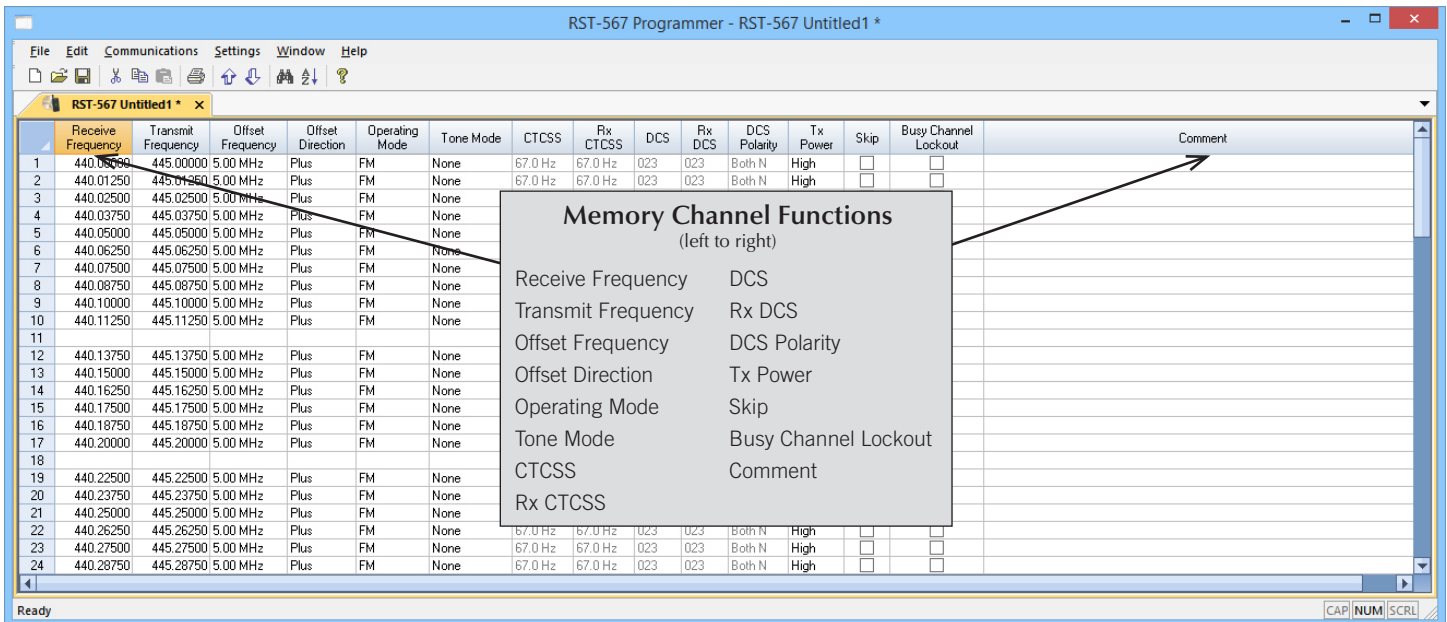 RST-567 Programmer - RST-567 Untitled1 *
File Edit Communications Settings Window Help
RST-567 Untitled1 * x
Receive Frequency Transmit Frequency Offset Frequency Offset Direction Operating Mode Tone Mode CTCSS Rx CTCSS DCS Rx DCS DCS Polarity Tx Power Skip Busy Channel Lockout Comment
1 440.00000 445.00000 5.00 MHz Plus FM None 67.0 Hz 67.0 Hz 023 023 Both N High
2 440.01250 445.01250 5.00 MHz Plus FM None 67.0 Hz 67.0 Hz 023 023 Both N High
3 440.02500 445.02500 5.00 MHz Plus FM None
4 440.03750 445.03750 5.00 MHz Plus FM None
5 440.05000 445.05000 5.00 MHz Plus FM None
6 440.06250 445.06250 5.00 MHz Plus FM None
7 440.07500 445.07500 5.00 MHz Plus FM None
8 440.08750 445.08750 5.00 MHz Plus FM None
9 440.10000 445.10000 5.00 MHz Plus FM None
10 440.11250 445.11250 5.00 MHz Plus FM None
11
12 440.13750 445.13750 5.00 MHz Plus FM None
13 440.15000 445.15000 5.00 MHz Plus FM None
14 440.16250 445.16250 5.00 MHz Plus FM None
15 440.17500 445.17500 5.00 MHz Plus FM None
16 440.18750 445.18750 5.00 MHz Plus FM None
17 440.20000 445.20000 5.00 MHz Plus FM None
18
19 440.22500 445.22500 5.00 MHz Plus FM None
20 440.23750 445.23750 5.00 MHz Plus FM None
21 440.25000 445.25000 5.00 MHz Plus FM None
22 440.26250 445.26250 5.00 MHz Plus FM None 67.0 Hz 67.0 Hz 023 023 Both N High
23 440.27500 445.27500 5.00 MHz Plus FM None 67.0 Hz 67.0 Hz 023 023 Both N High
24 440.28750 445.28750 5.00 MHz Plus FM None 67.0 Hz 67.0 Hz 023 023 Both N High
Memory Channel Functions
(left to right)
Receive Frequency DCS
Transmit Frequency Rx DCS
Offset Frequency DCS Polarity
Offset Direction Tx Power
Operating Mode Skip
Tone Mode Busy Channel Lockout
CTCSS Comment
Rx CTCSS
Ready CAP NUM SCRL